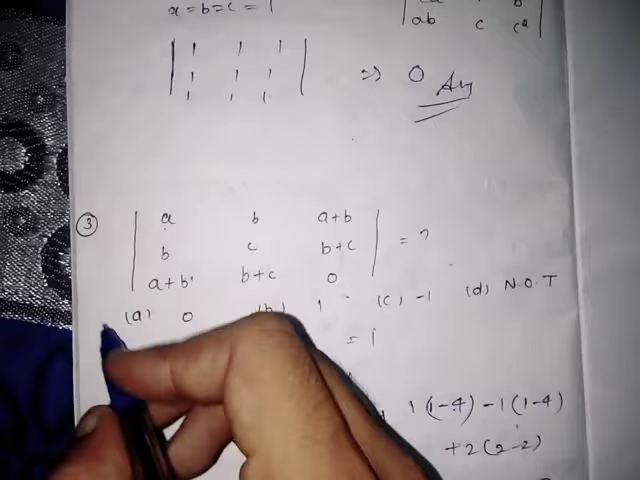 a = b = c = 1
ab c c²
1 1 1
1 1 1 => 0 Ans
1 1 1
③ a b a+b
b c b+c = ?
a+b b+c 0
(a) 0 (b) 1 (c) -1 (d) N.O.T
= 1
1(1-4) -1(1-4)
+2(2-2)